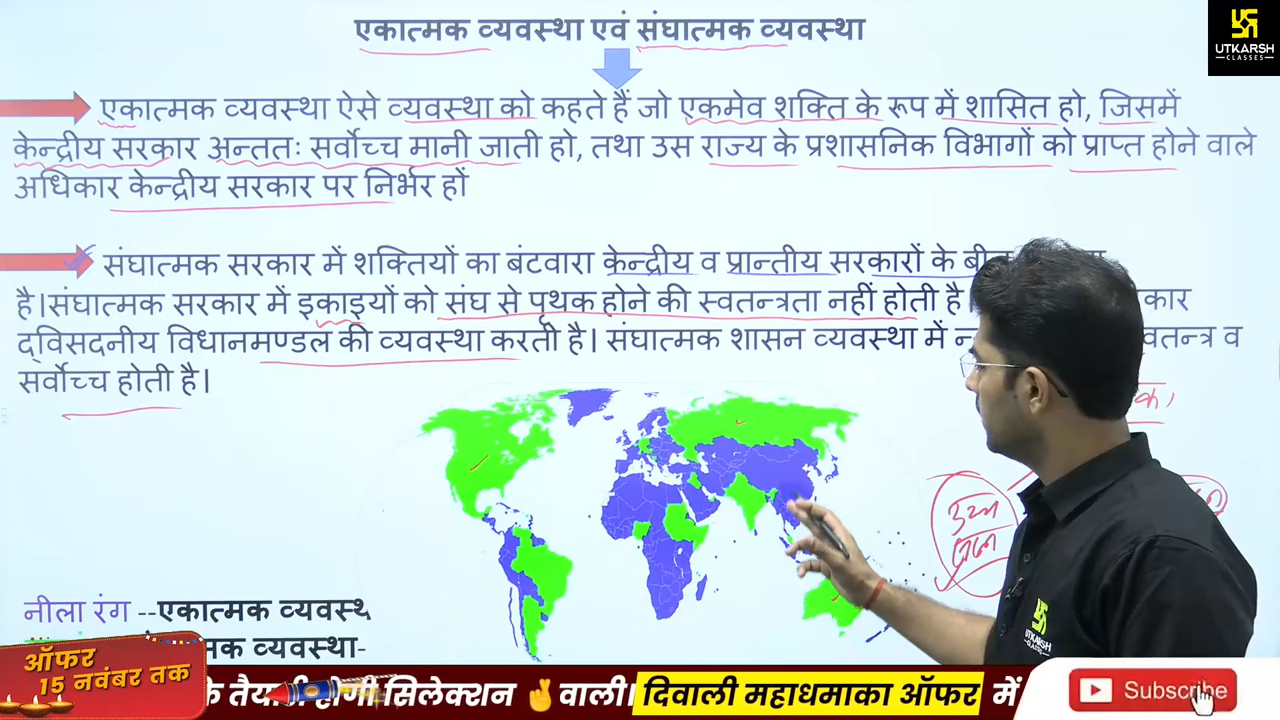 एकात्मक व्यवस्था एवं संघात्मक व्यवस्था
UTKARSH
CLASSES
एकात्मक व्यवस्था ऐसे व्यवस्था को कहते हैं जो एकमेव शक्ति के रूप में शासित हो, जिसमें
केन्द्रीय सरकार अन्ततः सर्वोच्च मानी जाती हो, तथा उस राज्य के प्रशासनिक विभागों को प्राप्त होने वाले
अधिकार केन्द्रीय सरकार पर निर्भर हों
संघात्मक सरकार में शक्तियों का बंटवारा केन्द्रीय व प्रान्तीय सरकारों के
है।संघात्मक सरकार में इकाइयों को संघ से पृथक होने की स्वतन्त्रता नहीं होती है
द्विसदनीय विधानमण्डल की व्यवस्था करती है। संघात्मक शासन व्यवस्था में व
सर्वोच्च होती है।
नीला रंग --एकात्मक व्यवस्थ
व्यवस्था-
ऑफर
15 नवंबर तक
UTKARSH
CLASSES
सिलेक्शन वाली। दिवाली महाधमाका ऑफर में
Subscribe